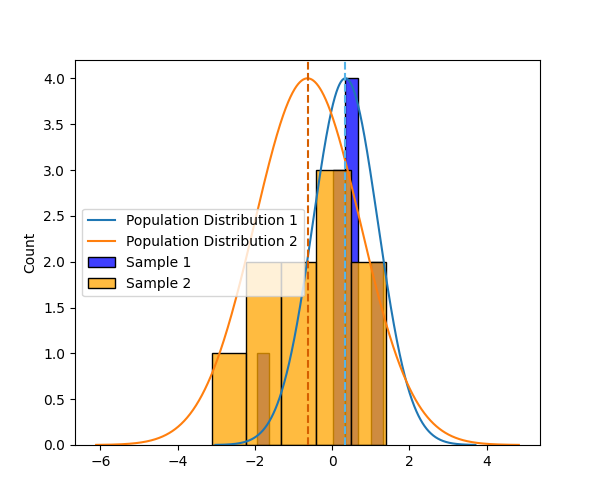 4.0
3.5
3.0
2.5
2.0
1.5
1.0
0.5
0.0
Count
Population Distribution 1
Population Distribution 2
Sample 1
Sample 2
−6 −4 −2 0 2 4